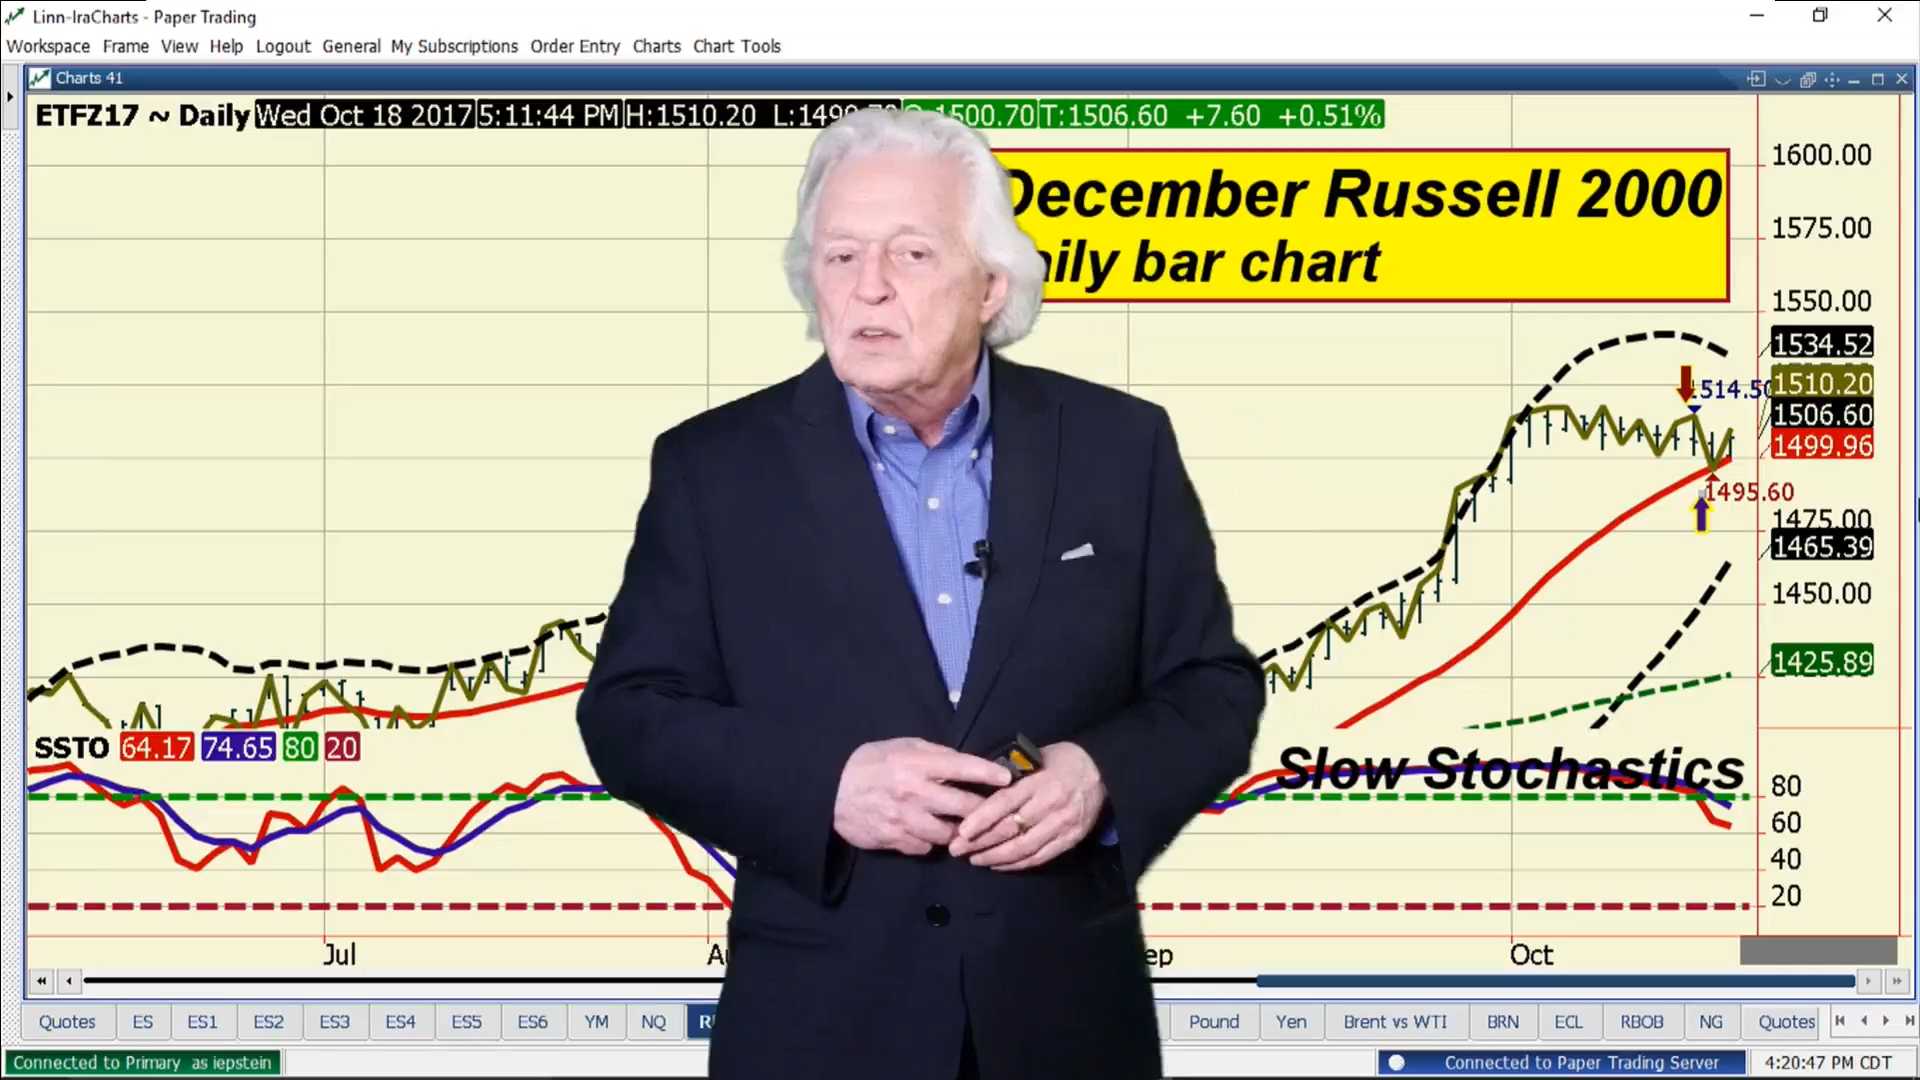 Linn-IraCharts - Paper Trading
Workspace Frame View Help Logout General My Subscriptions Order Entry Charts Chart Tools
Charts 41
ETFZ17 ~ Daily Wed Oct 18 2017 5:11:44 PM H:1510.20 1500.70 T:1506.60 +7.60 +0.51%
December Russell 2000
bar chart
1600.00
1575.00
1550.00
1534.52
1510.20
1506.60
1499.96
1475.00
1465.39
1450.00
1425.89
1495.60
SSTO 64.17 74.65 80 20
Slow Stochastics
80
60
40
20
Jul
Oct
Quotes ES ES1 ES2 ES3 ES4 ES5 ES6 YM NQ Pound Yen Brent vs WTI BRN ECL RBOB NG Quotes
Connected to Primary as iepstein
Connected to Paper Trading Server
4:20:47 PM CDT